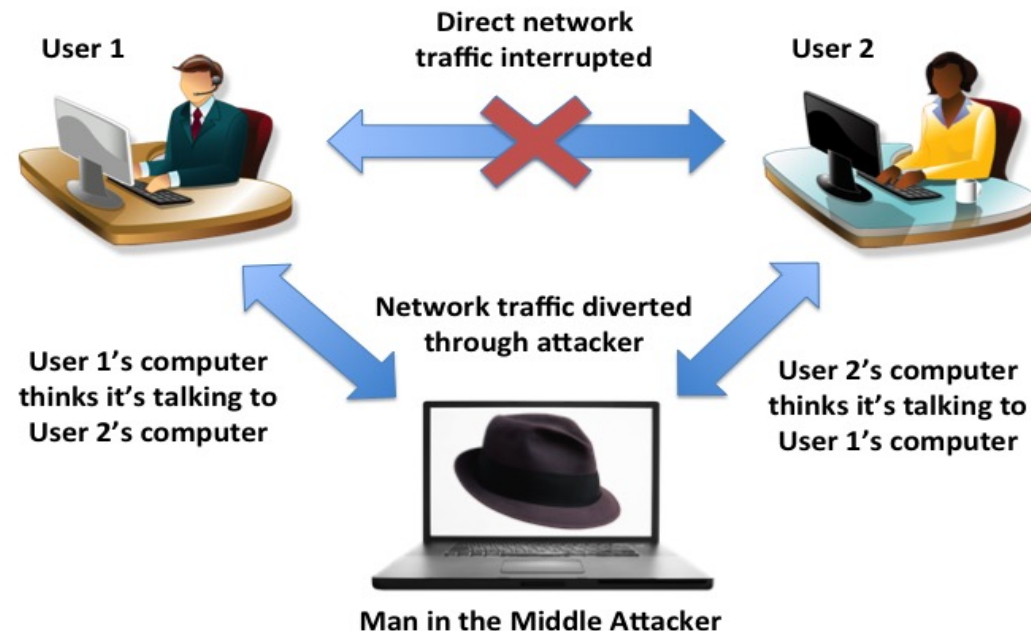 User 1
Direct network
traffic interrupted
User 2
Network traffic diverted
through attacker
User 1’s computer
thinks it’s talking to
User 2’s computer
User 2’s computer
thinks it’s talking to
User 1’s computer
Man in the Middle Attacker